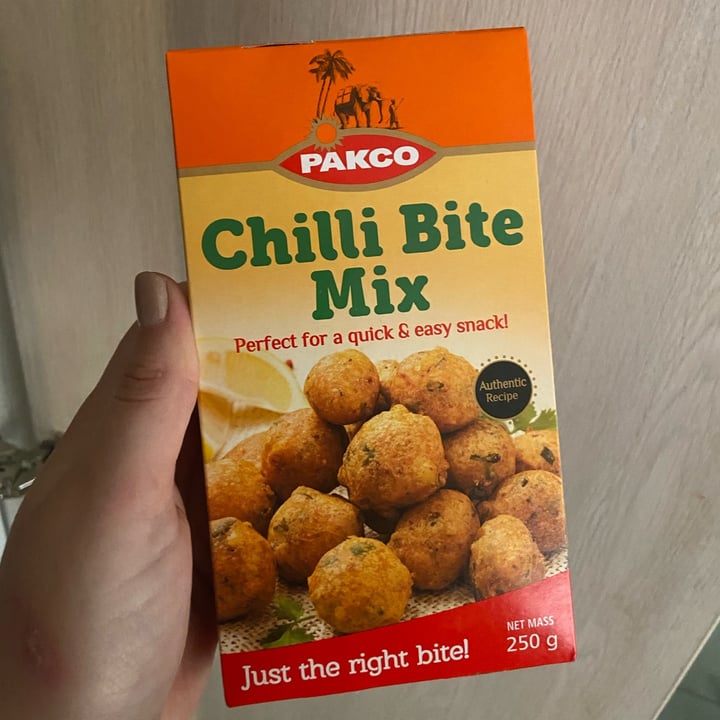 PAKCO
Chilli Bite
Mix
Perfect for a quick & easy snack!
Authentic
Recipe
Just the right bite!
NET MASS
250 g